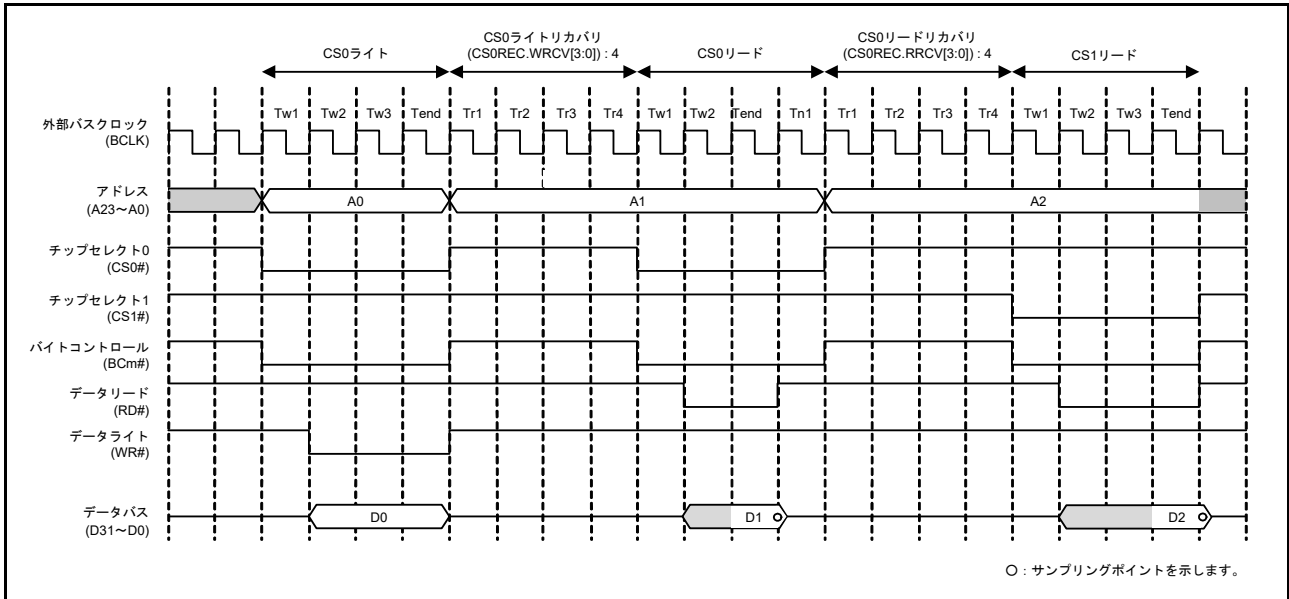 CS0ライト
CS0ライトリカバリ
(CS0REC.WRCV[3:0]) : 4
CS0リード
CS0リードリカバリ
(CS0REC.RRCV[3:0]) : 4
CS1リード
Tw1 Tw2 Tw3 Tend Tr1 Tr2 Tr3 Tr4 Tw1 Tw2 Tend Tn1 Tr1 Tr2 Tr3 Tr4 Tw1 Tw2 Tw3 Tend
外部バスクロック
(BCLK)
アドレス
(A23～A0)
A0 A1 A2
チップセレクト0
(CS0#)
チップセレクト1
(CS1#)
バイトコントロール
(BCm#)
データリード
(RD#)
データライト
(WR#)
データバス
(D31～D0)
D0 D1 D2
○：サンプリングポイントを示します。